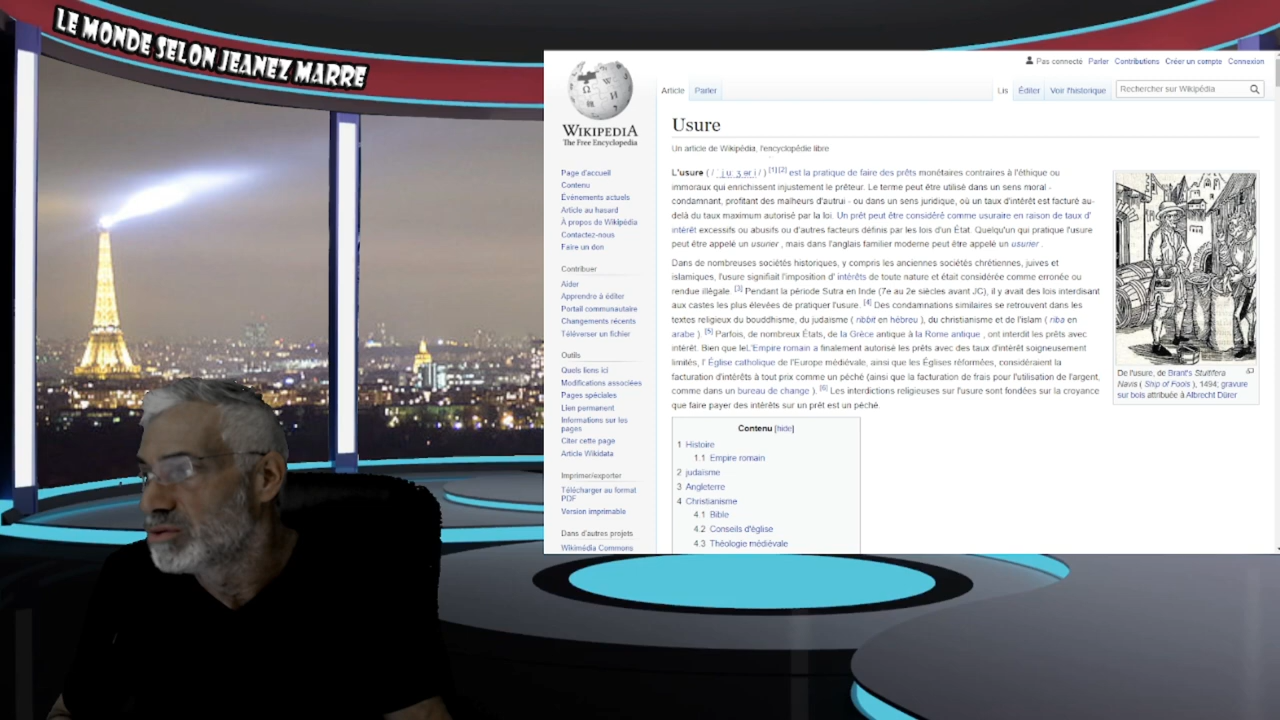 LE MONDE SELON JEANEZ MARRE
Pas connecté Parler Contributions Créer un compte Connexion
Article Parler Lis Éditer Voir l'historique Rechercher sur Wikipédia
WIKIPEDIA
The Free Encyclopedia
Page d'accueil
Contenu
Événements actuels
Article au hasard
À propos de Wikipédia
Contactez-nous
Faire un don
Contribuer
Aider
Apprendre à éditer
Portail communautaire
Changements récents
Téléverser un fichier
Outils
Quels liens ici
Modifications associées
Pages spéciales
Lien permanent
Informations sur les
pages
Citer cette page
Article Wikidata
Imprimer/exporter
Télécharger au format
PDF
Version imprimable
Dans d'autres projets
Wikimédia Commons
Usure
Un article de Wikipédia, l'encyclopédie libre
L'usure ( / ˈj uː ʒ ər i / ) [1] [2] est la pratique de faire des prêts monétaires contraires à l'éthique ou
immoraux qui enrichissent injustement le prêteur. Le terme peut être utilisé dans un sens moral -
condamnant, profitant des malheurs d'autrui - ou dans un sens juridique, où un taux d'intérêt est facturé au-
delà du taux maximum autorisé par la loi. Un prêt peut être considéré comme usuraire en raison de taux d'
intérêt excessifs ou abusifs ou d'autres facteurs définis par les lois d'un État. Quelqu'un qui pratique l'usure
peut être appelé un usurier , mais dans l'anglais familier moderne peut être appelé un usurier .
Dans de nombreuses sociétés historiques, y compris les anciennes sociétés chrétiennes, juives et
islamiques, l'usure signifiait l'imposition d' intérêts de toute nature et était considérée comme erronée ou
rendue illégale. [3] Pendant la période Sutra en Inde (7e au 2e siècles avant JC), il y avait des lois interdisant
aux castes les plus élevées de pratiquer l'usure. [4] Des condamnations similaires se retrouvent dans les
textes religieux du bouddhisme, du judaïsme ( ribbit en hébreu ), du christianisme et de l'islam ( riba en
arabe ). [5] Parfois, de nombreux États, de la Grèce antique à la Rome antique , ont interdit les prêts avec
intérêt. Bien que leL'Empire romain a finalement autorisé les prêts avec des taux d'intérêt soigneusement
limités, l' Église catholique de l'Europe médiévale, ainsi que les Églises réformées, considéraient la
facturation d'intérêts à tout prix comme un péché (ainsi que la facturation de frais pour l'utilisation de l'argent,
comme dans un bureau de change ). [6] Les interdictions religieuses sur l'usure sont fondées sur la croyance
que faire payer des intérêts sur un prêt est un péché.
De l'usure, de Brant's Stultifera
Navis ( Ship of Fools ), 1494; gravure
sur bois attribuée à Albrecht Dürer
Contenu [hide]
1 Histoire
1.1 Empire romain
2 judaïsme
3 Angleterre
4 Christianisme
4.1 Bible
4.2 Conseils d'église
4.3 Théologie médiévale